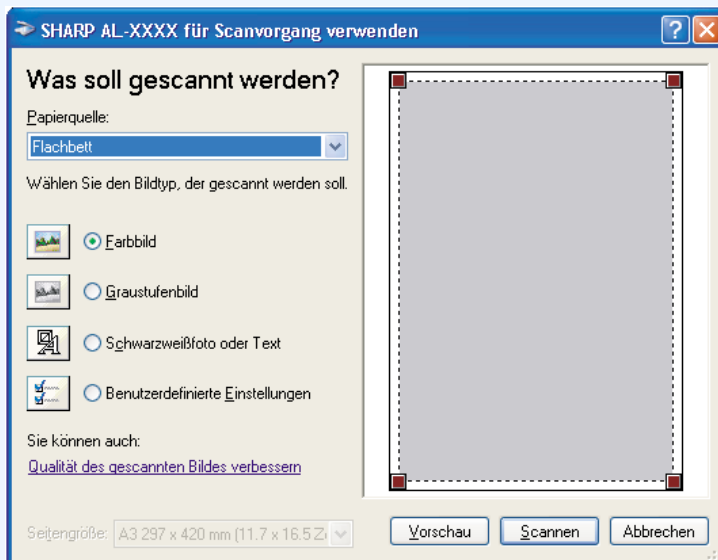 SHARP AL-XXXX für Scanvorgang verwenden
Was soll gescannt werden?
Papierquelle:
Flachbett
Wählen Sie den Bildtyp, der gescannt werden soll.
Farbbild
Graustufenbild
Schwarzweißfoto oder Text
Benutzerdefinierte Einstellungen
Sie können auch:
Qualität des gescannten Bildes verbessern
Seitengröße: A3 297 x 420 mm (11.7 x 16.5 Z
Vorschau
Scannen
Abbrechen